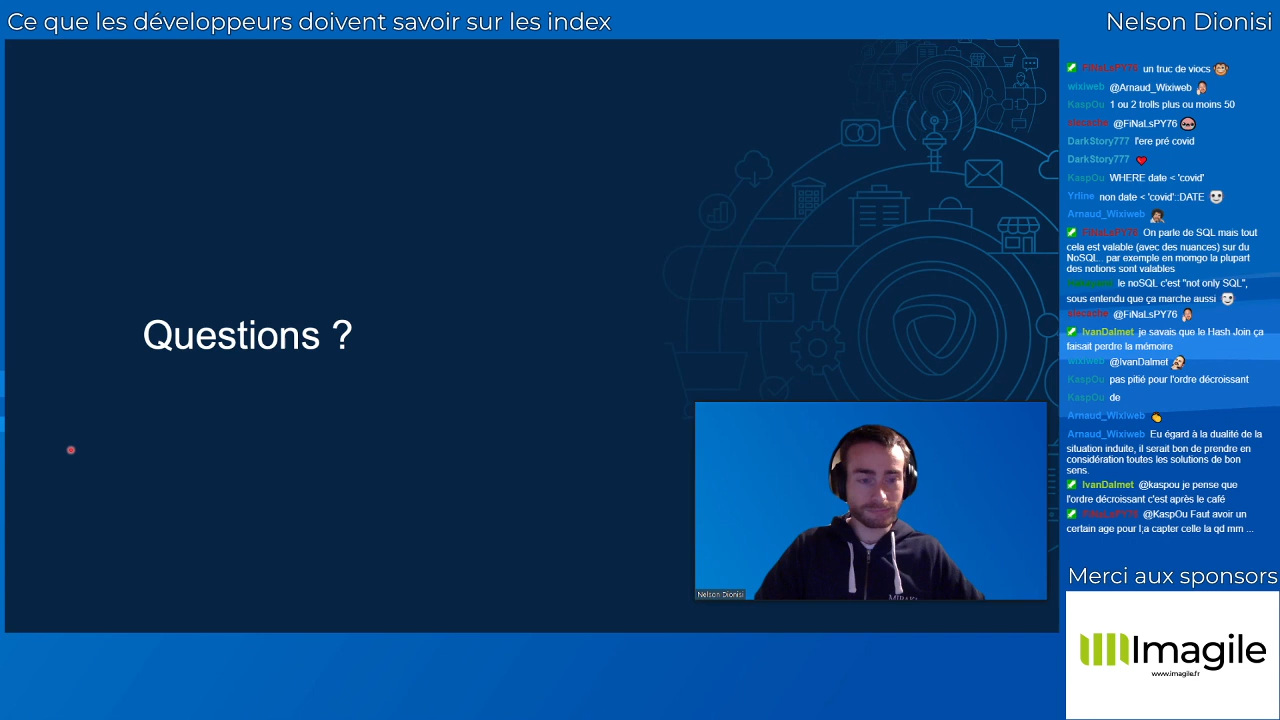 Ce que les développeurs doivent savoir sur les index
Nelson Dionisi
Questions ?
Nelson Dionisi
FiNaLsPY76 un truc de viocs
wixiweb @Arnaud_Wixiweb
KaspOu 1 ou 2 trolls plus ou moins 50
@FiNaLsPY76
DarkStory777 l'ere pré covid
DarkStory777
KaspOu WHERE date < 'covid'
Yrline non date < 'covid'::DATE
Arnaud_Wixiweb
FiNaLsPY76 On parle de SQL mais tout
cela est valable (avec des nuances) sur du
NoSQL.. par exemple en momgo la plupart
des notions sont valables
le noSQL c'est "not only SQL",
sous entendu que ça marche aussi
@FiNaLsPY76
IvanDalmet je savais que le Hash Join ça
faisait perdre la mémoire
wixiweb @IvanDalmet
KaspOu pas pitié pour l'ordre décroissant
KaspOu de
Arnaud_Wixiweb
Arnaud_Wixiweb Eu égard à la dualité de la
situation induite, il serait bon de prendre en
considération toutes les solutions de bon
sens.
IvanDalmet @kaspou je pense que
l'ordre décroissant c'est après le café
FiNaLsPY76 @KaspOu Faut avoir un
certain age pour l,a capter celle la qd mm ...
Merci aux sponsors
Imagile
www.imagile.fr